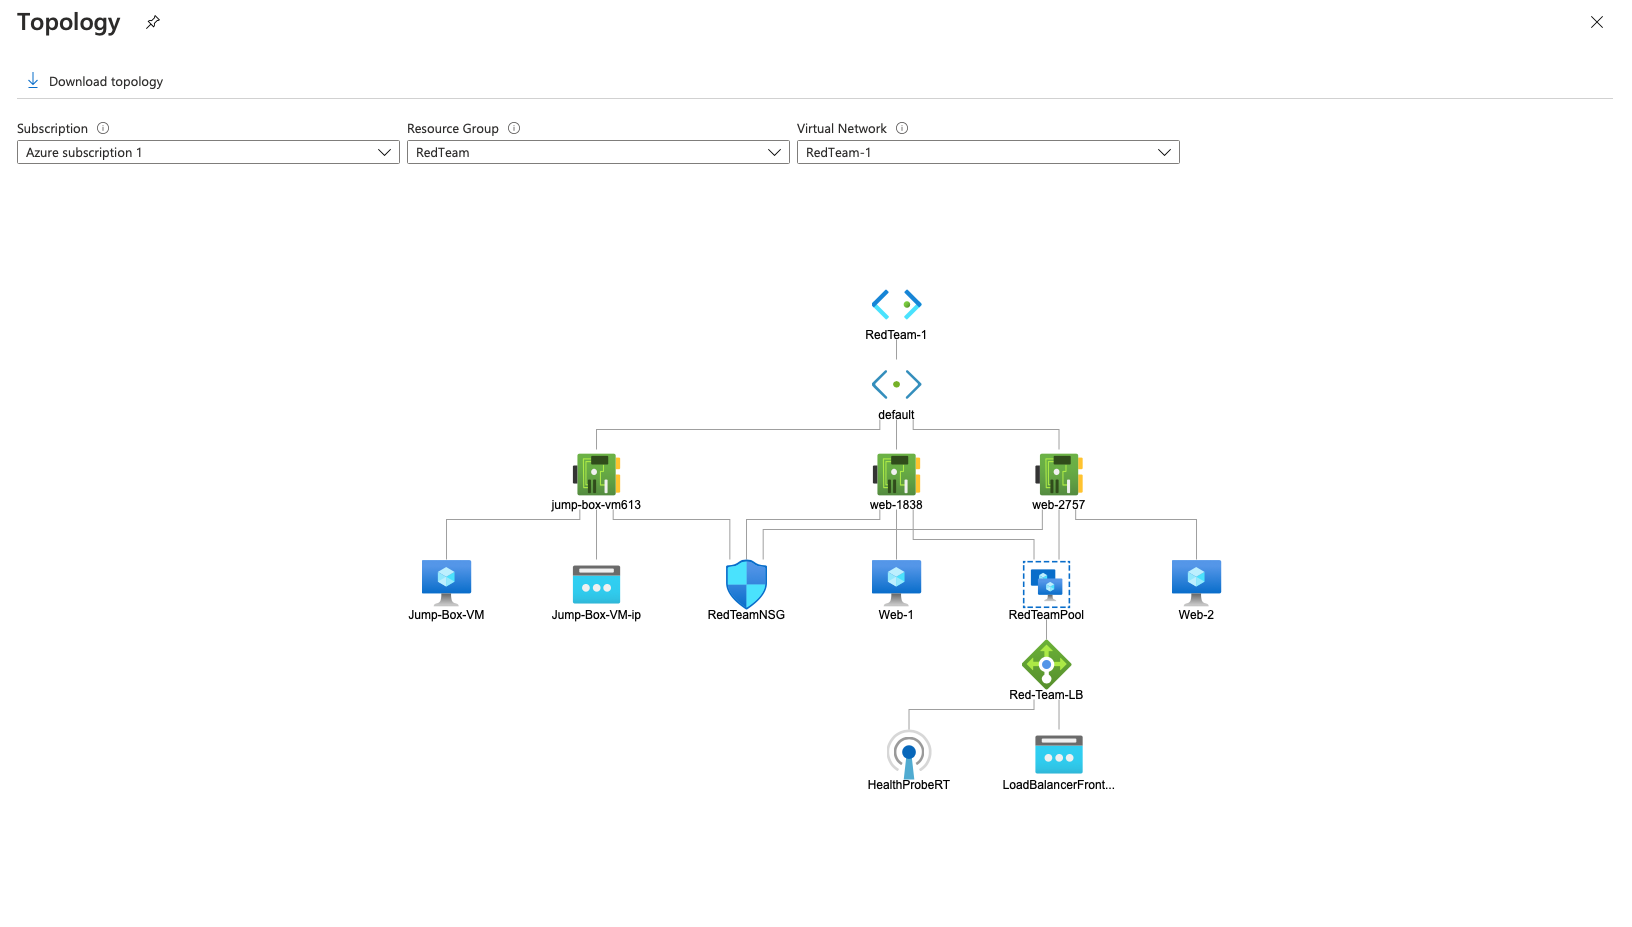 Topology
Download topology
Subscription
Resource Group
Virtual Network
Azure subscription 1
RedTeam
RedTeam-1
RedTeam-1
default
jump-box-vm613
web-1838
web-2757
Jump-Box-VM
Jump-Box-VM-ip
RedTeamNSG
Web-1
RedTeamPool
Web-2
Red-Team-LB
HealthProbeRT
LoadBalancerFront...